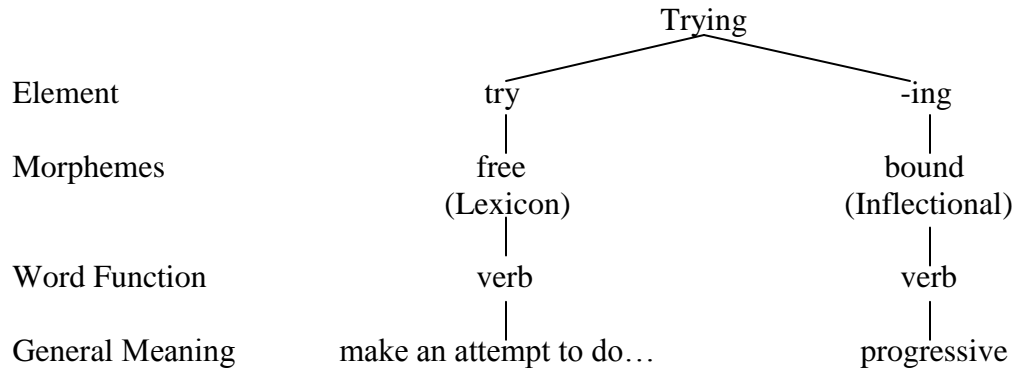 Trying
Element try -ing
Morphemes free bound
(Lexicon) (Inflectional)
Word Function verb verb
General Meaning make an attempt to do… progressive